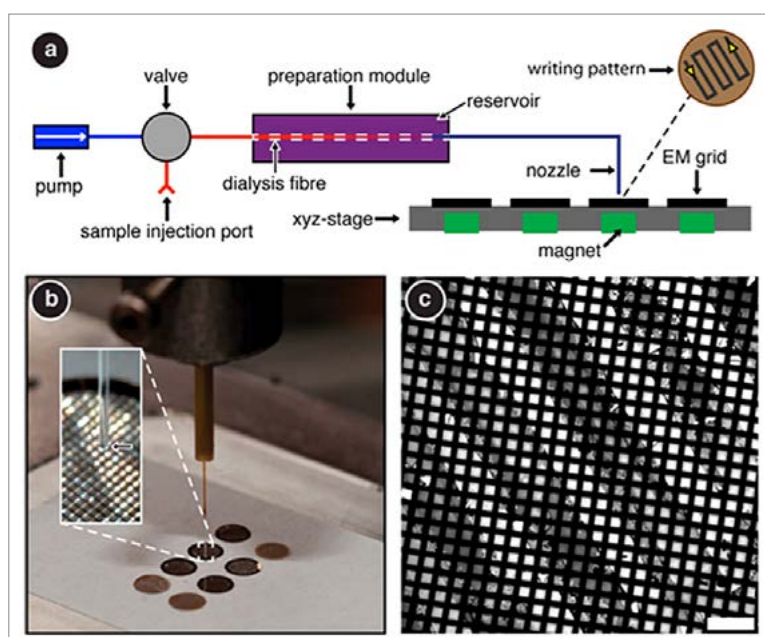 a
valve
preparation module
reservoir
writing pattern
pump
dialysis fibre
nozzle
EM grid
sample injection port
xyz-stage
magnet
b
c